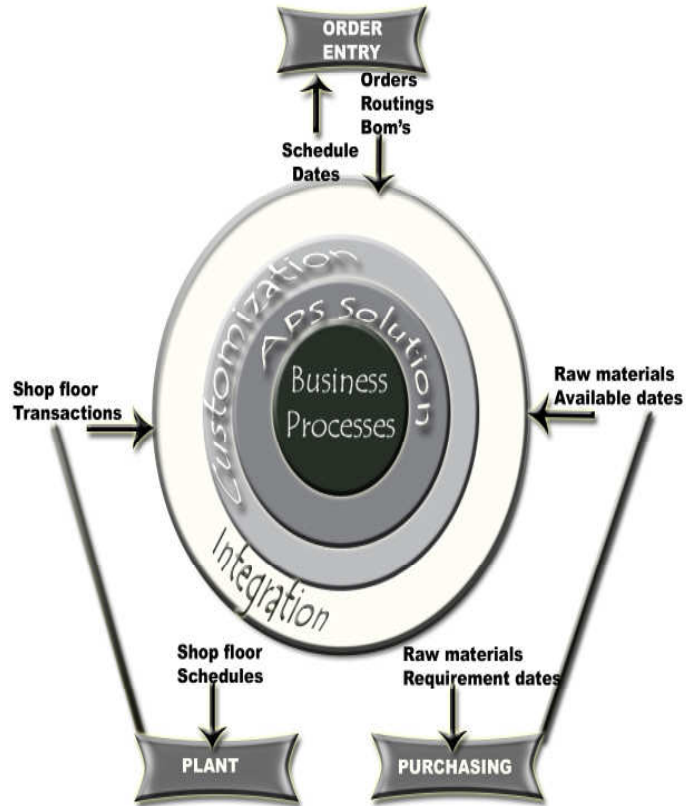 ORDER
ENTRY
Orders
Routings
Bom's
Schedule
Dates
Customization
APS Solution
Business
Processes
Shop floor
Transactions
Raw materials
Available dates
Integration
Shop floor
Schedules
Raw materials
Requirement dates
PLANT
PURCHASING